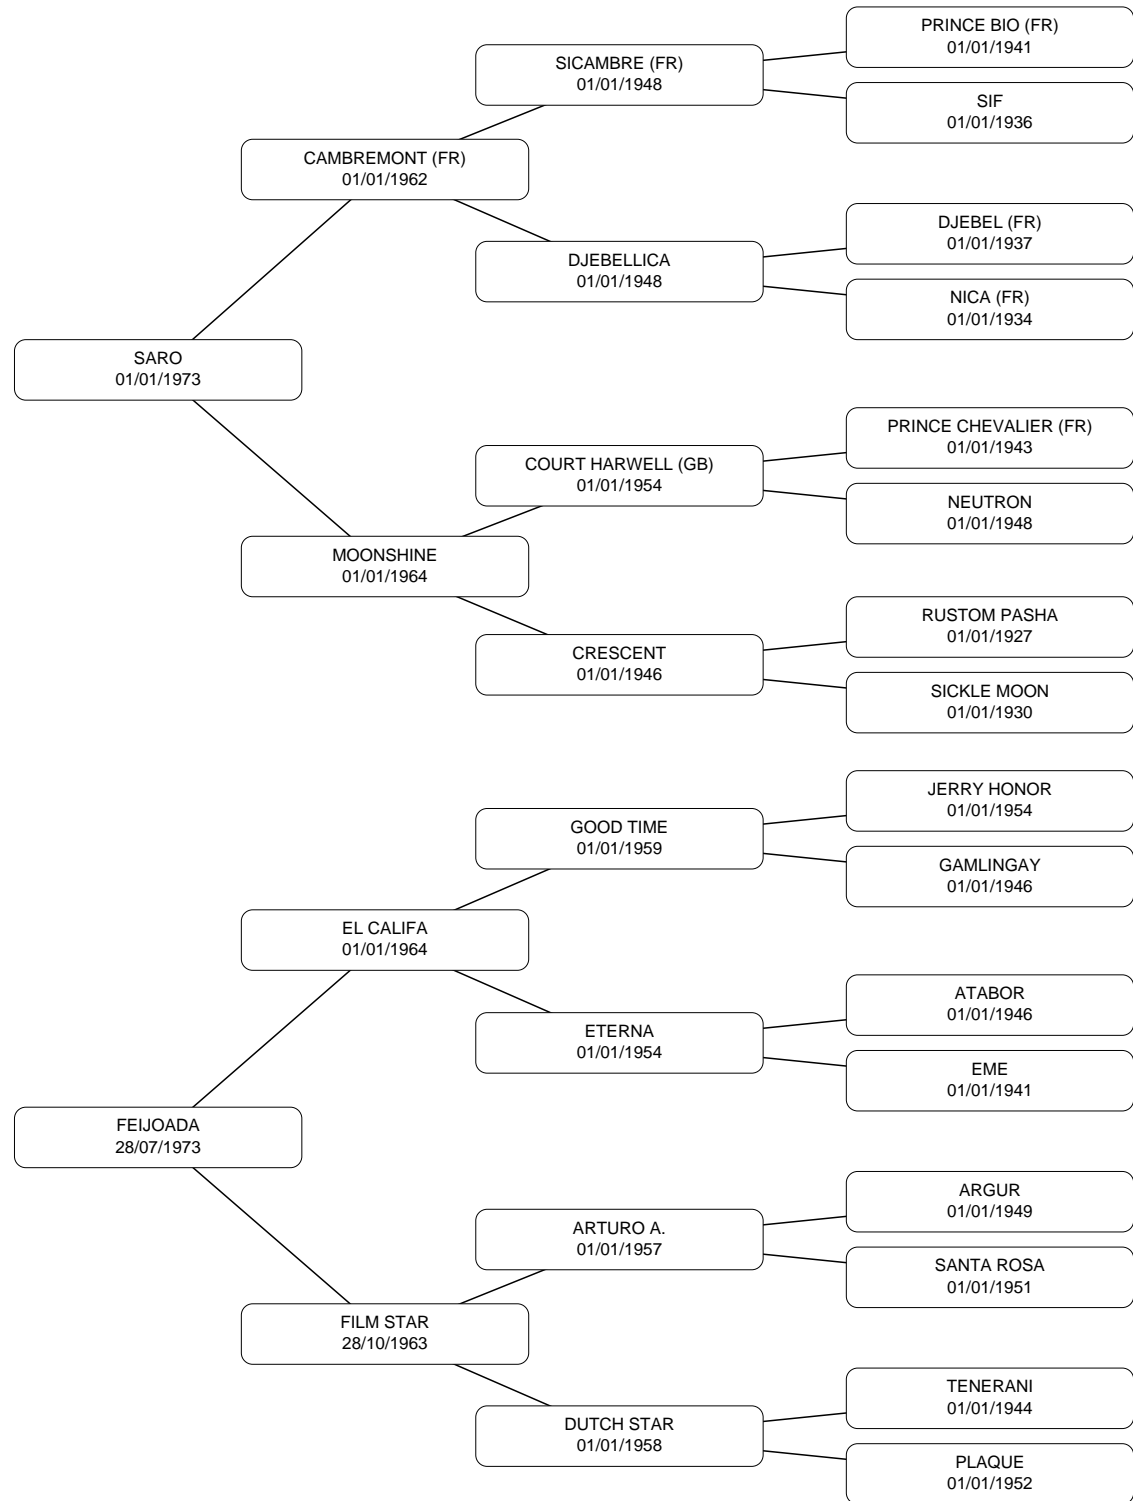 PRINCE BIO (FR)
01/01/1941
SICAMBRE (FR)
01/01/1948
SIF
01/01/1936
CAMBREMONT (FR)
01/01/1962
DJEBEL (FR)
01/01/1937
DJEBELLICA
01/01/1948
NICA (FR)
01/01/1934
SARO
01/01/1973
PRINCE CHEVALIER (FR)
01/01/1943
COURT HARWELL (GB)
01/01/1954
NEUTRON
01/01/1948
MOONSHINE
01/01/1964
RUSTOM PASHA
01/01/1927
CRESCENT
01/01/1946
SICKLE MOON
01/01/1930
JERRY HONOR
01/01/1954
GOOD TIME
01/01/1959
GAMLINGAY
01/01/1946
EL CALIFA
01/01/1964
ATABOR
01/01/1946
ETERNA
01/01/1954
EME
01/01/1941
FEIJOADA
28/07/1973
ARGUR
01/01/1949
ARTURO A.
01/01/1957
SANTA ROSA
01/01/1951
FILM STAR
28/10/1963
TENERANI
01/01/1944
DUTCH STAR
01/01/1958
PLAQUE
01/01/1952